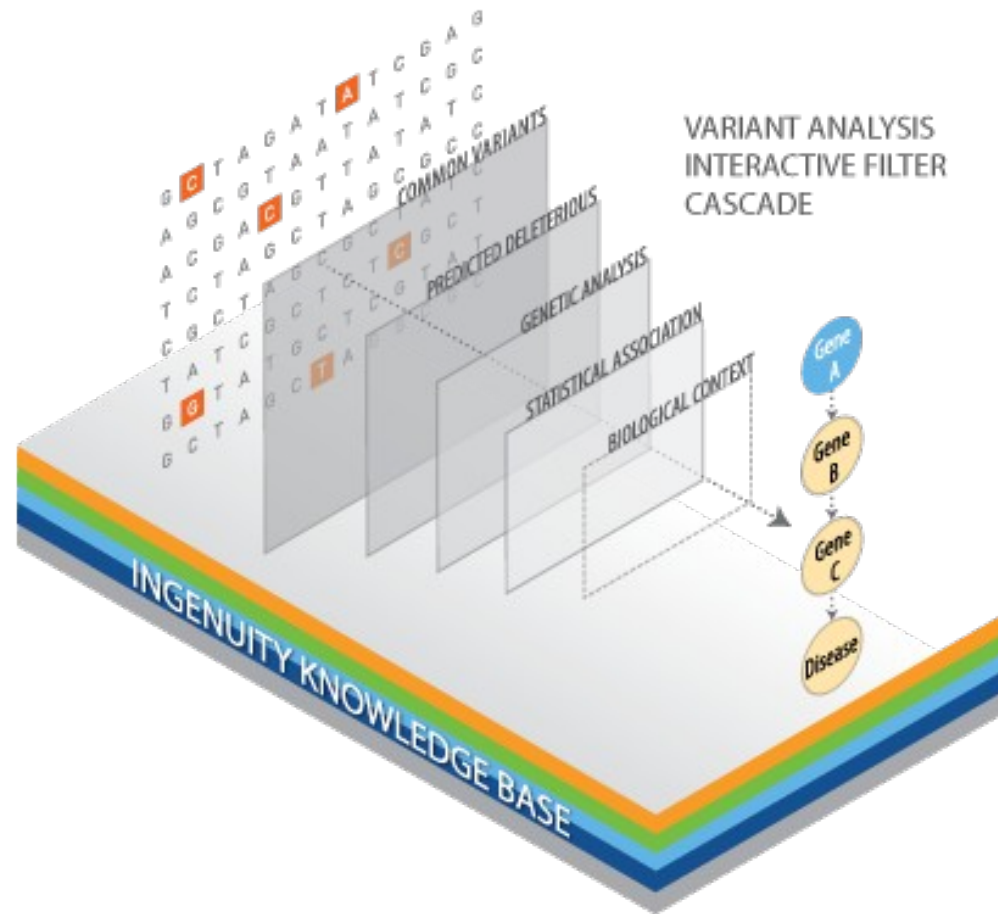 G C T A G A T A T C G A G
A G C G T A A T A T C G C
A C G A C G T T A T A T C
T C T A G C T A G C G C C
C G C T A G C G C T A T C
T A T C G C T C T C G C T
G G T A T G C T C G T A T
G C T A G C T A G
COMMON VARIANTS
PREDICTED DELETERIOUS
GENETIC ANALYSIS
STATISTICAL ASSOCIATION
BIOLOGICAL CONTEXT
VARIANT ANALYSIS
INTERACTIVE FILTER
CASCADE
Gene
A
Gene
B
Gene
C
Disease
INGENUITY KNOWLEDGE BASE